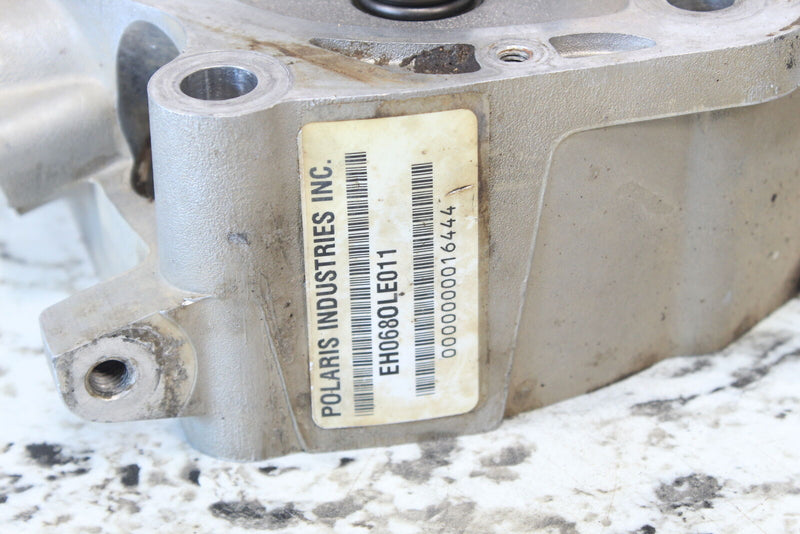 POLARIS INDUSTRIES INC.
EH068OLE011
0000000016444